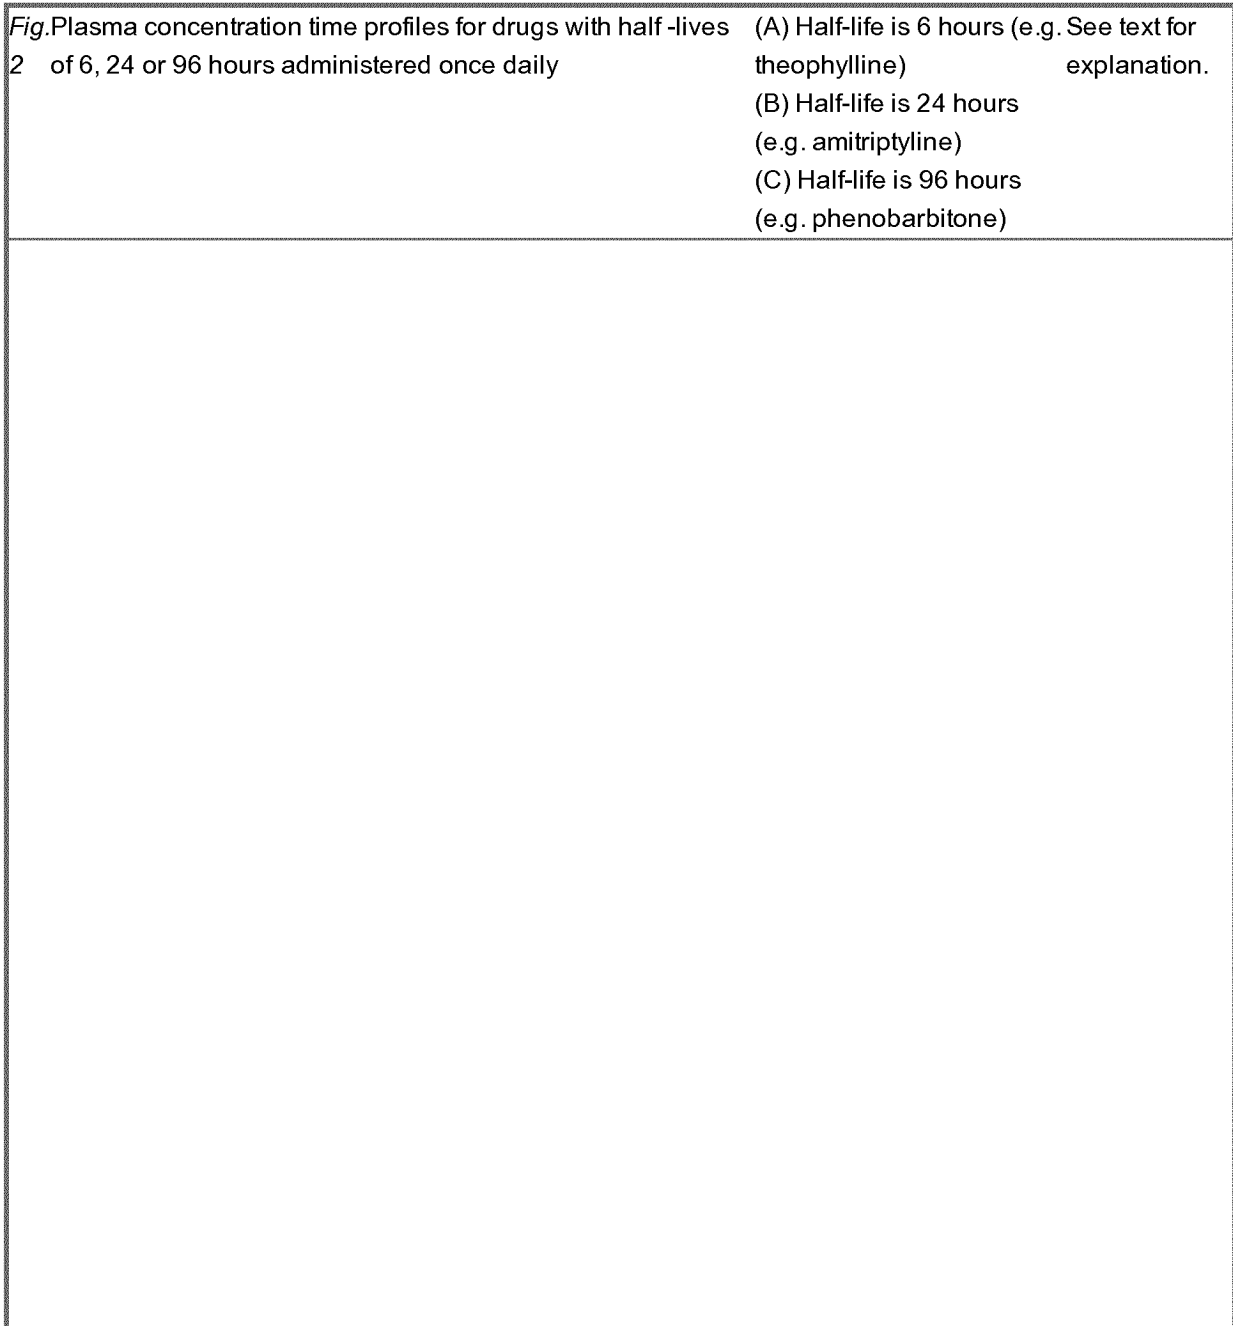 Fig. Plasma concentration time profiles for drugs with half -lives
2 of 6, 24 or 96 hours administered once daily
(A) Half-life is 6 hours (e.g.
theophylline)
(B) Half-life is 24 hours
(e.g. amitriptyline)
(C) Half-life is 96 hours
(e.g. phenobarbitone)
See text for
explanation.